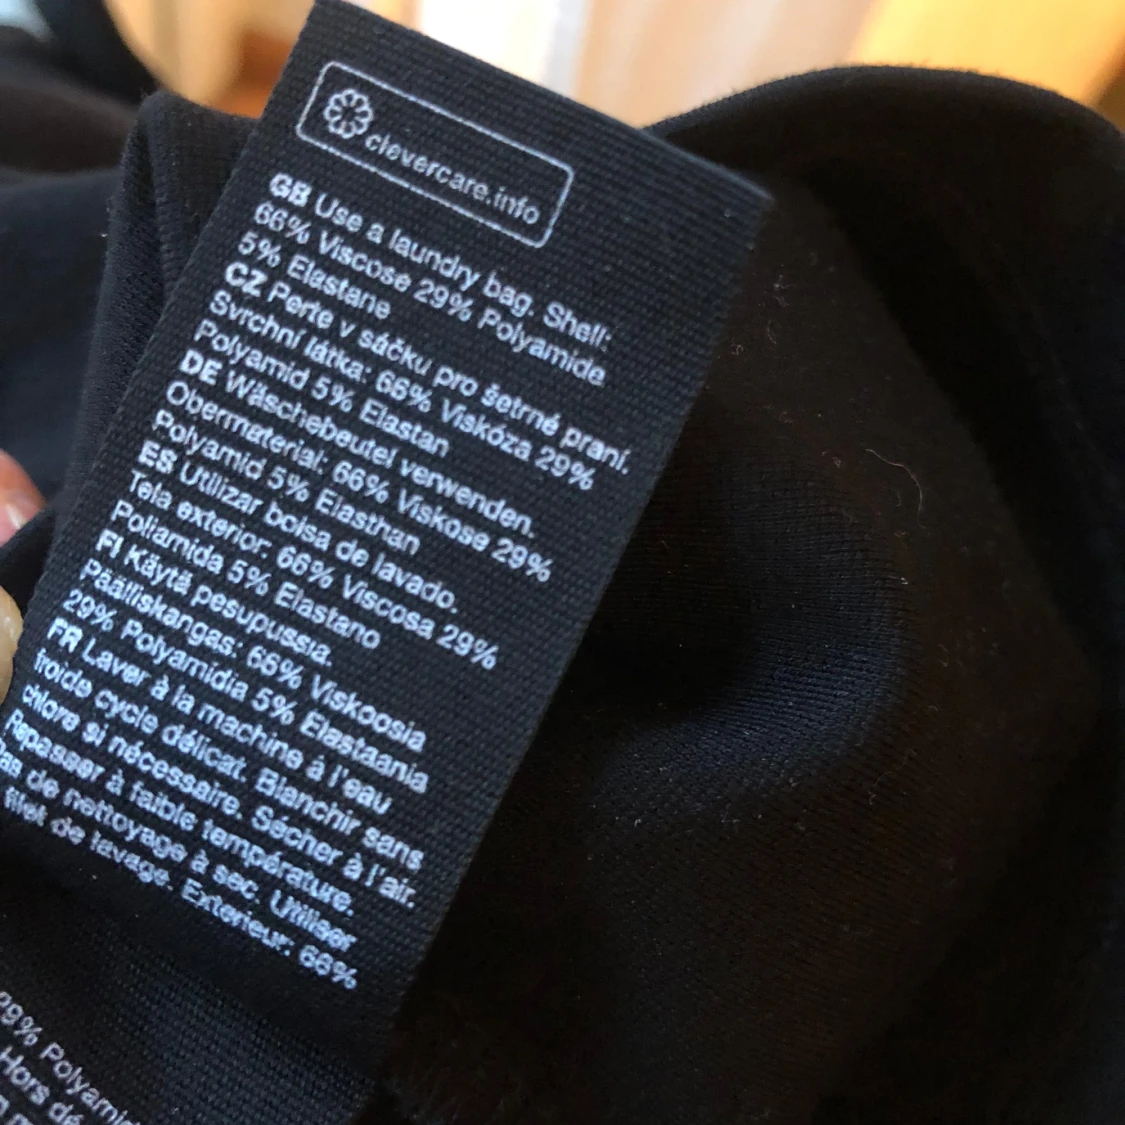 clevercare.info
GB Use a laundry bag. Shell:
66% Viscose 29% Polyamide
5% Elastane
CZ Perte v sáčku pro šetrné praní.
Svrchní látka: 66% Viskóza 29%
Polyamid 5% Elastan
DE Wäschebeutel verwenden.
Obermaterial: 66% Viskose 29%
Polyamid 5% Elasthan
ES Utilizar bolsa de lavado.
Tela exterior: 66% Viscosa 29%
Poliamida 5% Elastano
FI Käytä pesupussia.
Päälliskangas: 66% Viskoosia
29% Polyamidia 5% Elastaania
FR Laver à la machine à l'eau
froide cycle délicat. Blanchir sans
chlore si nécessaire. Sécher à l'air.
Repasser à faible température.
Pas de nettoyage à sec. Utiliser
filet de lavage. Exterieur: 66%
29% Polyamid
Hors dé